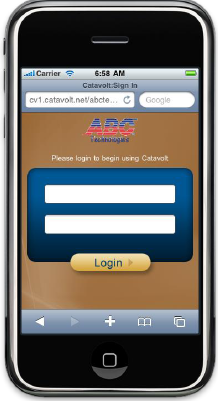 Carrier 6:58 AM
Catavolt:Sign In
cv1.catavolt.net/abcte... Google
ABC
Technologies
Please login to begin using Catavolt
Login